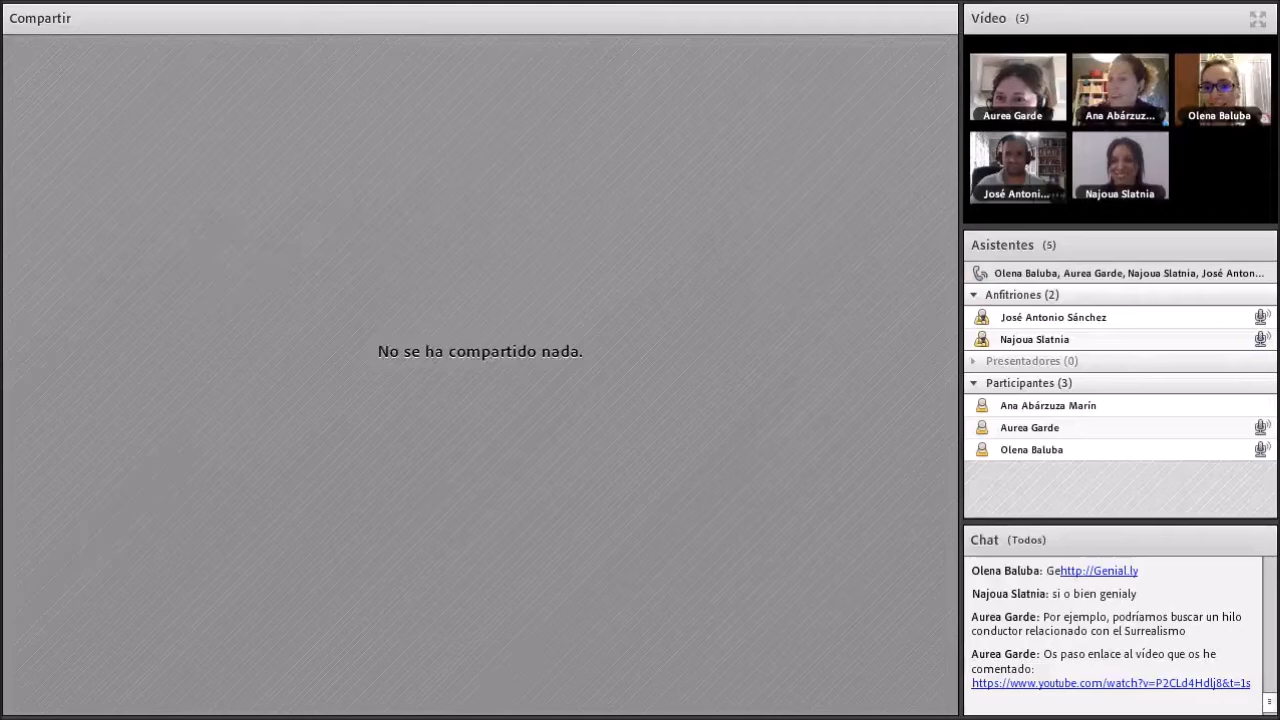 Compartir
No se ha compartido nada.
Vídeo (5)
Aurea Garde
Ana Abárzuz...
Olena Baluba
José Antoni...
Najoua Slatnia
Asistentes (5)
Olena Baluba, Aurea Garde, Najoua Slatnia, José Anton...
Anfitriones (2)
José Antonio Sánchez
Najoua Slatnia
Presentadores (0)
Participantes (3)
Ana Abárzuza Marín
Aurea Garde
Olena Baluba
Chat (Todos)
Olena Baluba: Gehttp://Genial.ly
Najoua Slatnia: si o bien genialy
Aurea Garde: Por ejemplo, podríamos buscar un hilo
conductor relacionado con el Surrealismo
Aurea Garde: Os paso enlace al vídeo que os he
comentado:
https://www.youtube.com/watch?v=P2CLd4Hdlj8&t=1s